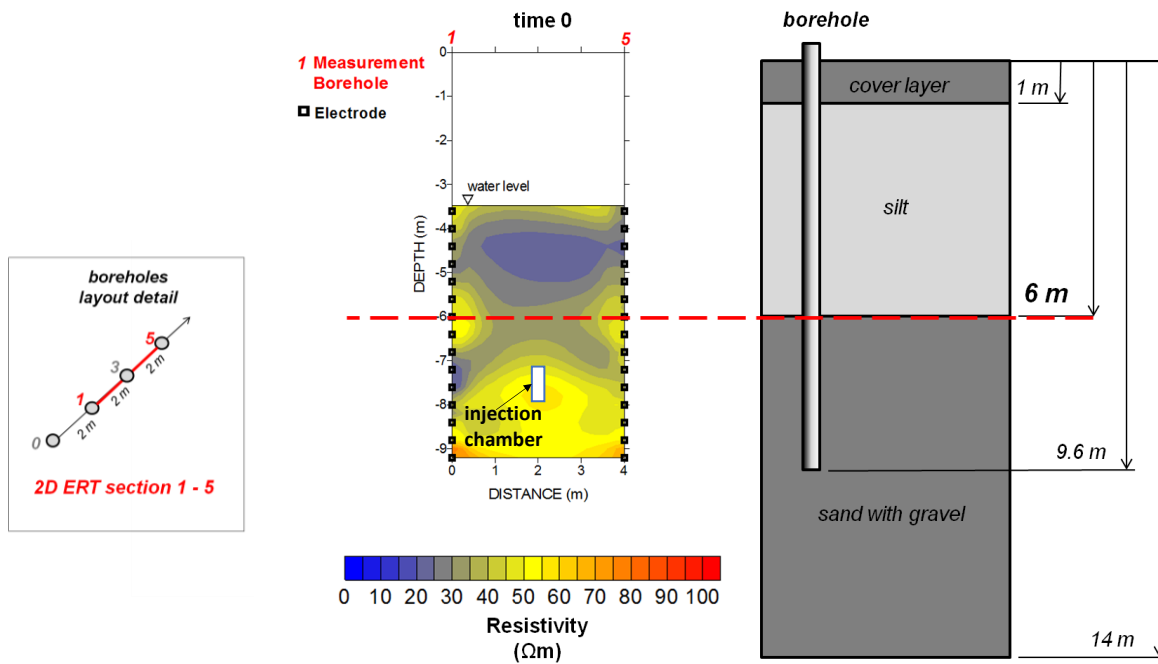 time 0
1
5
1 Measurement
Borehole
Electrode
0
-1
-2
-3
-4
-5
-6
-7
-8
-9
DEPTH (m)
water level
injection
chamber
0
1
2
3
4
DISTANCE (m)
boreholes
layout detail
0
1
3
5
2 m
2 m
2 m
2D ERT section 1 - 5
0 10 20 30 40 50 60 70 80 90 100
Resistivity
(Ωm)
borehole
cover layer
1 m
silt
6 m
9.6 m
sand with gravel
14 m